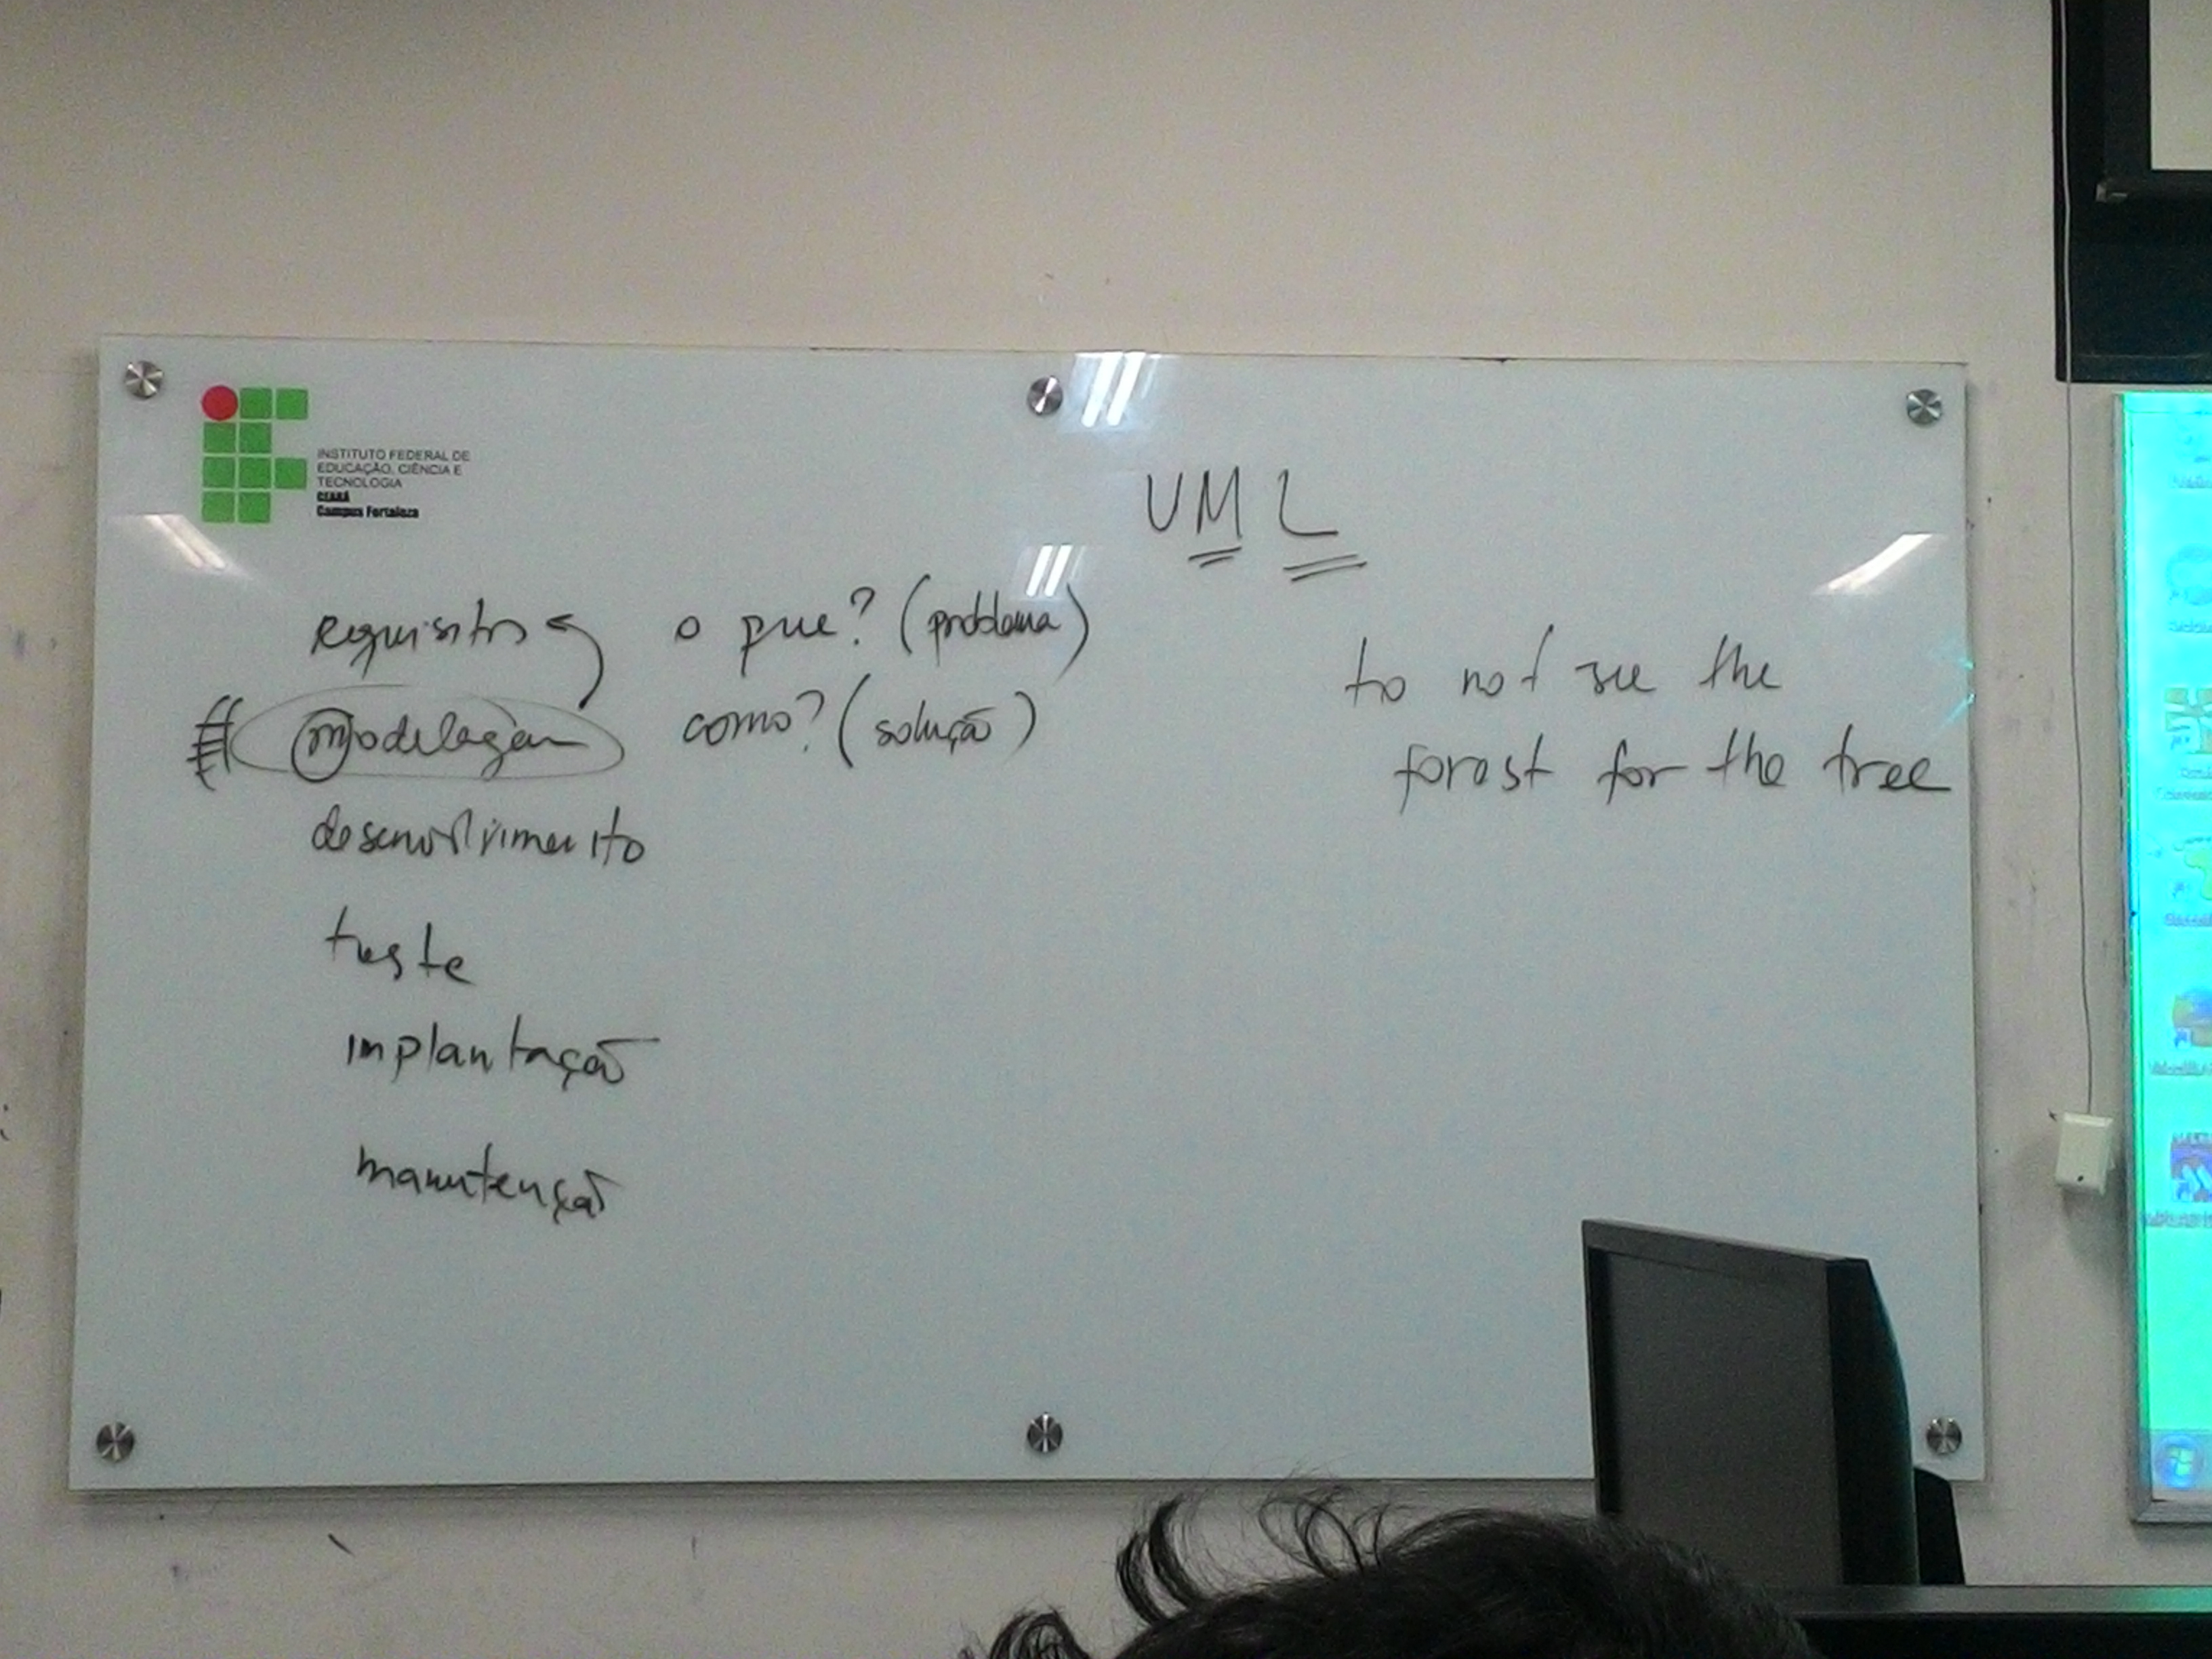 INSTITUTO FEDERAL DE
EDUCAÇÃO, CIÊNCIA E
TECNOLOGIA
CEARÁ
Campus Fortaleza
UML
requisitos o que? (problema)
modelagem como? (solução)
desenvolvimento
teste
implantação
manutenção
to not see the
forest for the tree